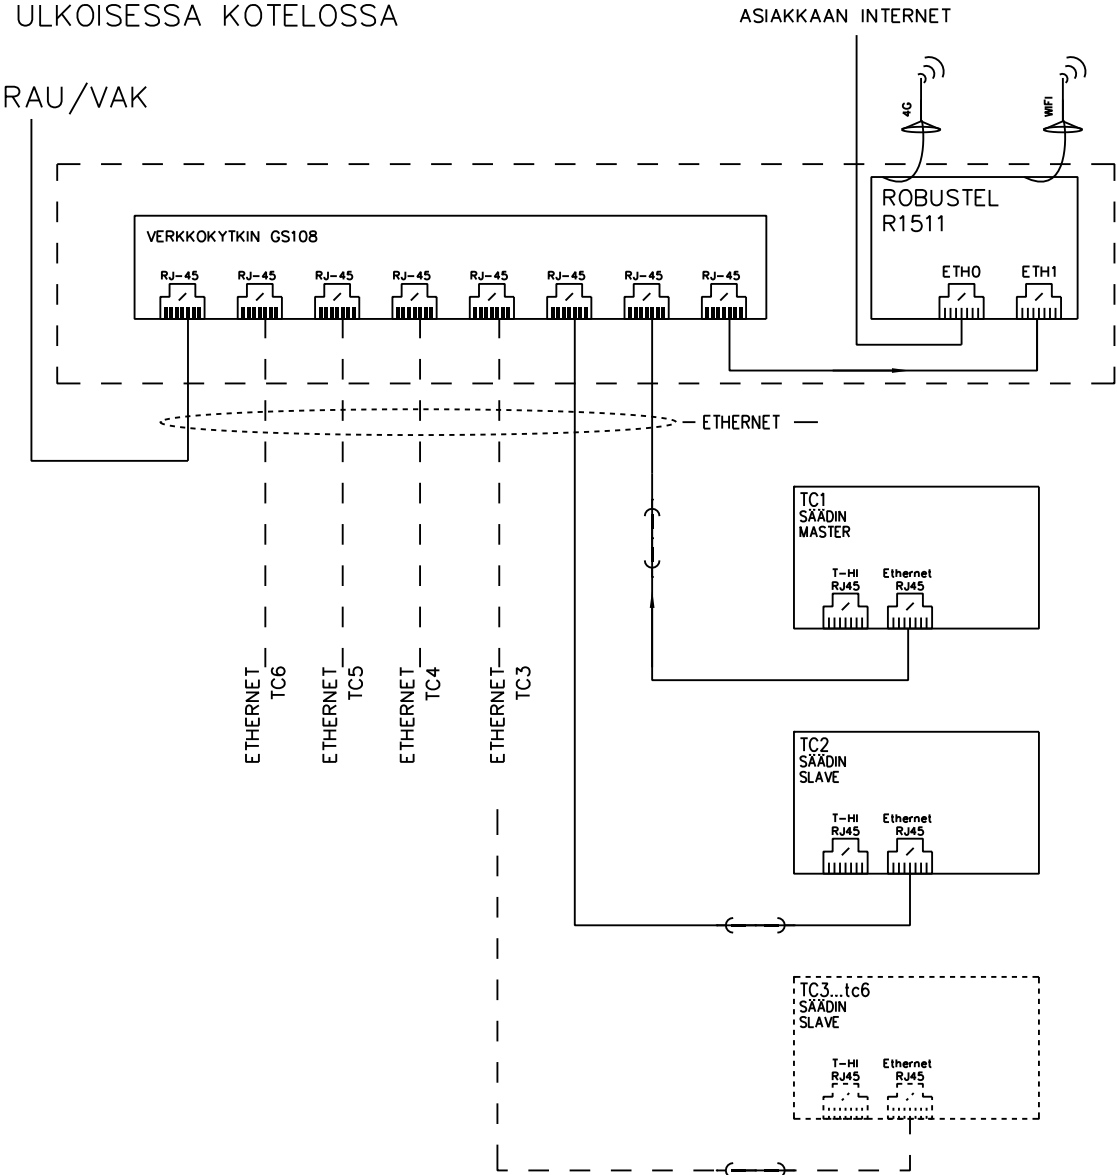 ULKOISESSA KOTELOSSA
ASIAKKAAN INTERNET
RAU/VAK
4G
WIFI
ROBUSTEL
R1511
ETH0
ETH1
VERKKOKYTKIN GS108
RJ-45
RJ-45
RJ-45
RJ-45
RJ-45
RJ-45
RJ-45
RJ-45
ETHERNET
TC1
SÄÄDIN
MASTER
T-HI
RJ45
Ethernet
RJ45
ETHERNET
TC6
ETHERNET
TC5
ETHERNET
TC4
ETHERNET
TC3
TC2
SÄÄDIN
SLAVE
T-HI
RJ45
Ethernet
RJ45
TC3...tc6
SÄÄDIN
SLAVE
T-HI
RJ45
Ethernet
RJ45